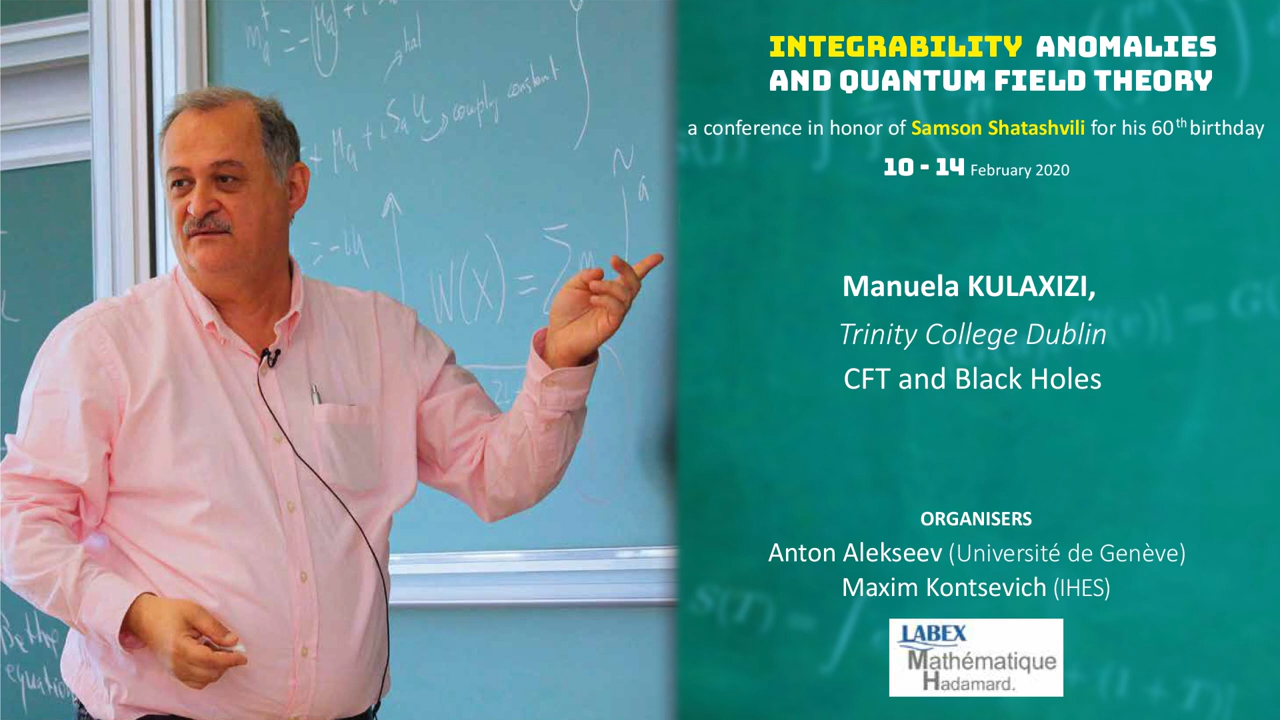 INTEGRABILITY ANOMALIES
AND QUANTUM FIELD THEORY
a conference in honor of Samson Shatashvili for his 60th birthday
10 - 14 February 2020
Manuela KULAXIZI,
Trinity College Dublin
CFT and Black Holes
ORGANISERS
Anton Alekseev (Université de Genève)
Maxim Kontsevich (IHES)
LABEX
Mathématique
Hadamard.
coupling constant
W(X) = Σ
Bethe
equation